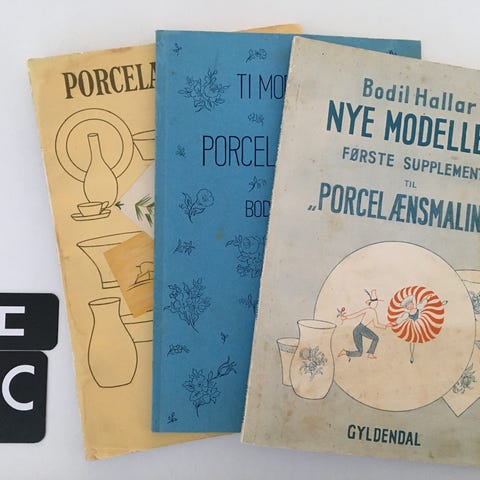 PORCELA
TI MO
PORCEL
BOD
Bodil Hallar
NYE MODELLE
FØRSTE SUPPLEMENT
TIL
„PORCELÆNSMALIN
GYLDENDAL
C